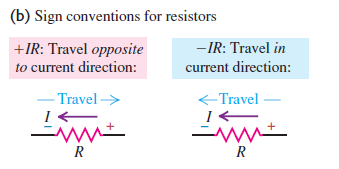 (b) Sign conventions for resistors
+IR: Travel opposite
to current direction:
–IR: Travel in
current direction:
Travel
I
– +
R
Travel
I
– +
R